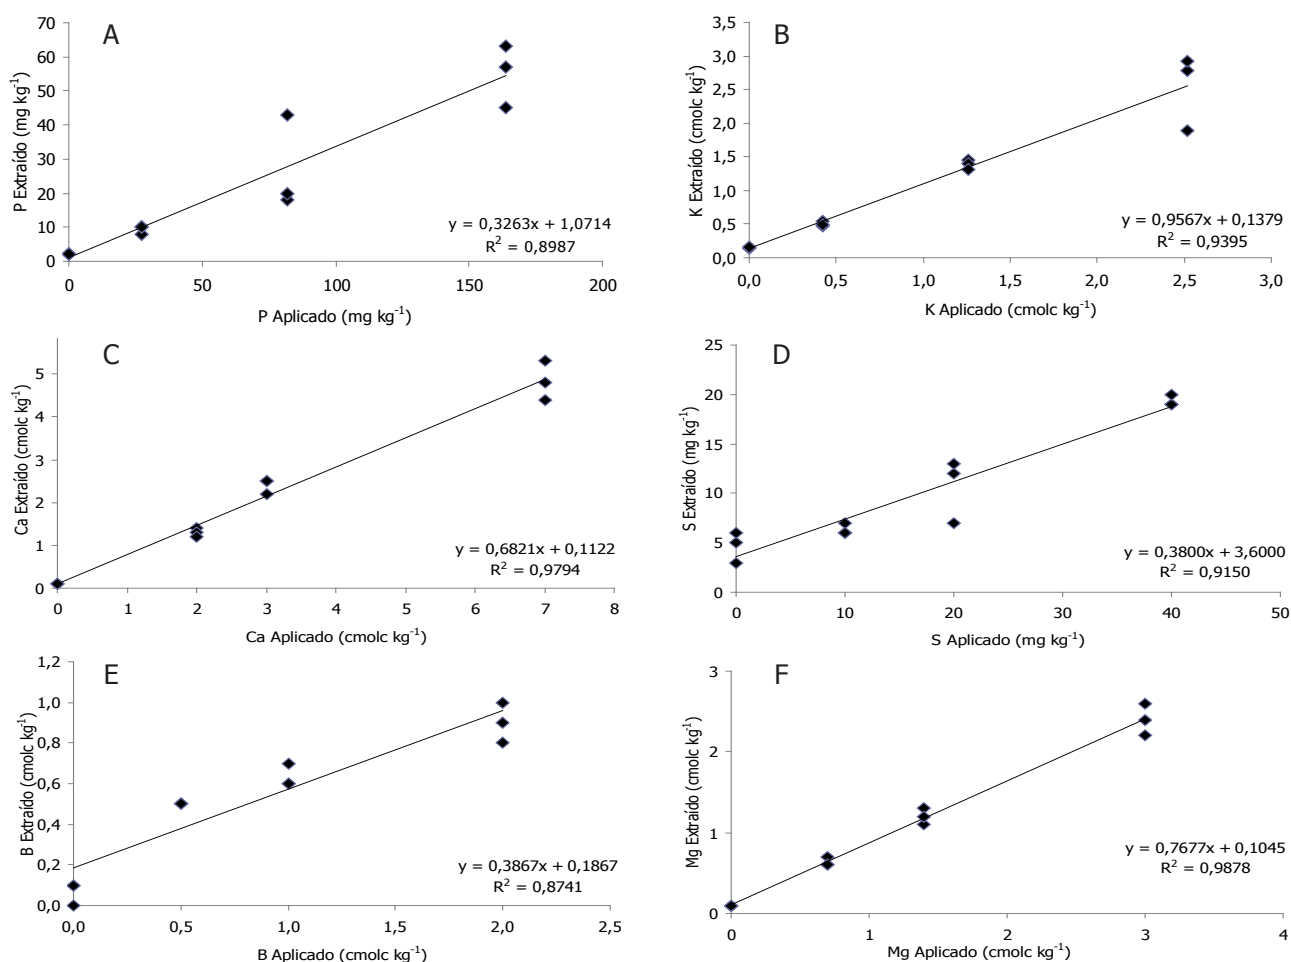 A
P Extraído (mg kg⁻¹)
70
60
50
40
30
20
10
0
y = 0,3263x + 1,0714
R² = 0,8987
0 50 100 150 200
P Aplicado (mg kg⁻¹)
B
K Extraído (cmolc kg⁻¹)
3,5
3,0
2,5
2,0
1,5
1,0
0,5
0,0
y = 0,9567x + 0,1379
R² = 0,9395
0,0 0,5 1,0 1,5 2,0 2,5 3,0
K Aplicado (cmolc kg⁻¹)
C
Ca Extraído (cmolc kg⁻¹)
5
4
3
2
1
0
y = 0,6821x + 0,1122
R² = 0,9794
0 1 2 3 4 5 6 7 8
Ca Aplicado (cmolc kg⁻¹)
D
S Extraído (mg kg⁻¹)
25
20
15
10
5
0
y = 0,3800x + 3,6000
R² = 0,9150
0 10 20 30 40 50
S Aplicado (mg kg⁻¹)
E
B Extraído (cmolc kg⁻¹)
1,2
1,0
0,8
0,6
0,4
0,2
0,0
y = 0,3867x + 0,1867
R² = 0,8741
0,0 0,5 1,0 1,5 2,0 2,5
B Aplicado (cmolc kg⁻¹)
F
Mg Extraído (cmolc kg⁻¹)
3
2
1
0
y = 0,7677x + 0,1045
R² = 0,9878
0 1 2 3 4
Mg Aplicado (cmolc kg⁻¹)